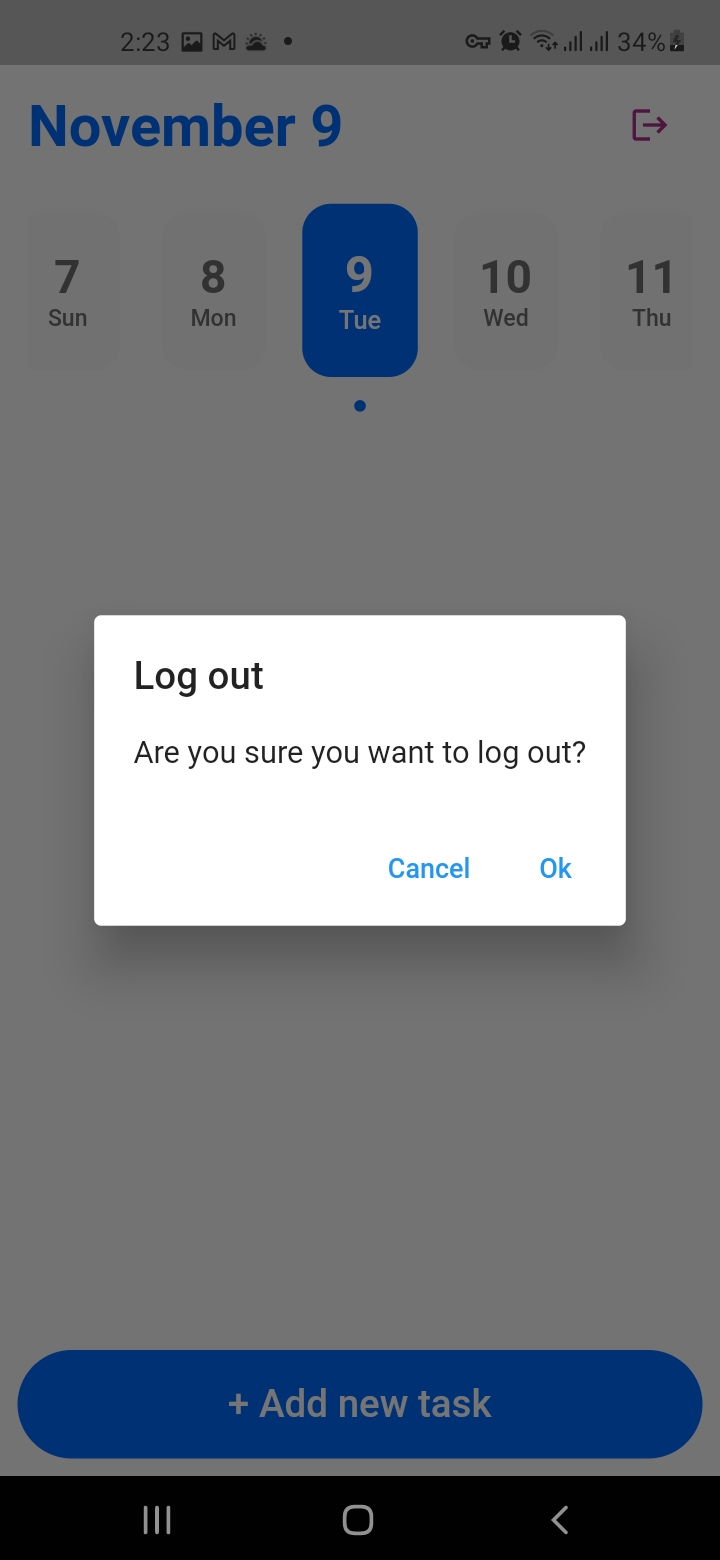 2:23 34%
November 9
7 8 9 10 11
Sun Mon Tue Wed Thu
Log out
Are you sure you want to log out?
Cancel Ok
+ Add new task